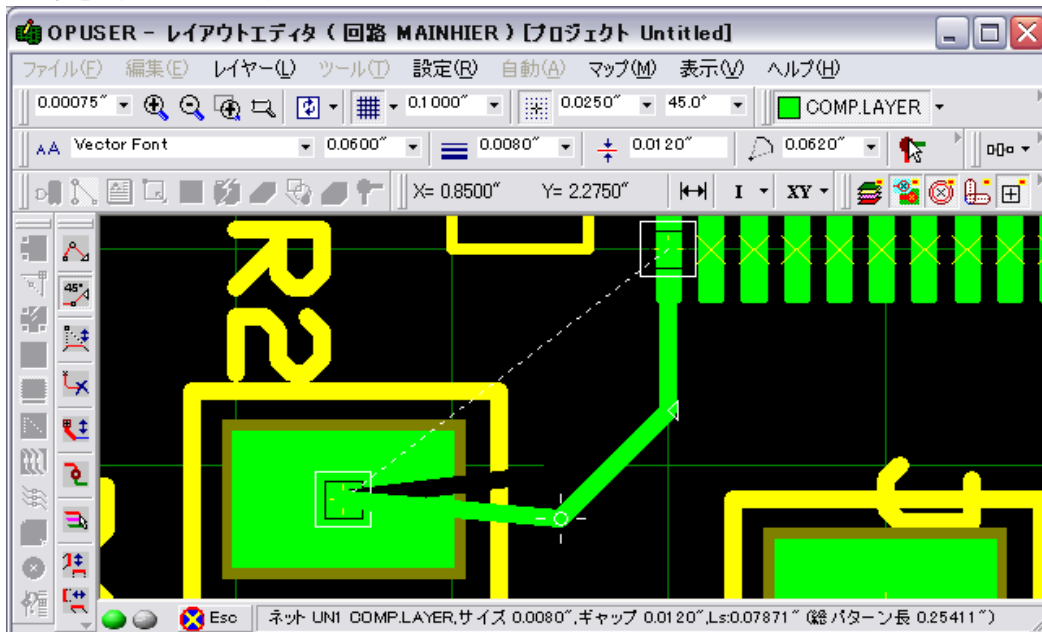 OPUSER - レイアウトエディタ ( 回路 MAINHIER ) [プロジェクト Untitled]
ファイル(F) 編集(E) レイヤー(L) ツール(T) 設定(R) 自動(A) マップ(M) 表示(V) ヘルプ(H)
0.00075" 0.1000" 0.0250" 45.0° COMP.LAYER
AA Vector Font 0.0600" 0.0080" 0.0120" 0.0620"
X= 0.8500" Y= 2.2750" I XY
45°
R2
Esc ネット UN1 COMP.LAYER,サイズ 0.0080",ギャップ 0.0120",Ls:0.07871" (総パターン長 0.25411")